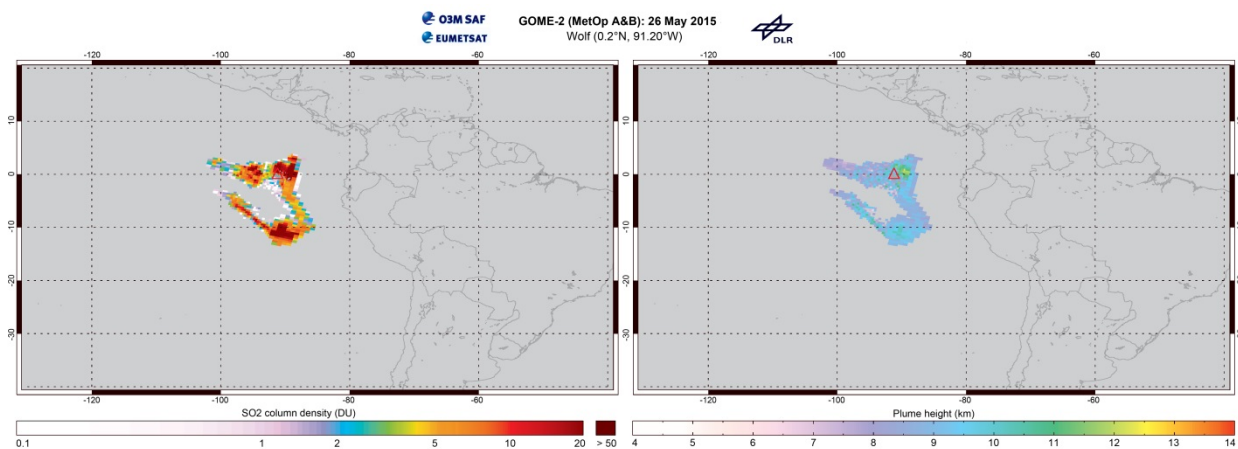 O3M SAF
EUMETSAT
GOME-2 (MetOp A&B): 26 May 2015
Wolf (0.2°N, 91.20°W)
DLR
-120 -100 -80 -60
10
0
-10
-20
-30
-120 -100 -80 -60
SO2 column density (DU)
0.1 1 2 5 10 20 > 50
-120 -100 -80 -60
10
0
-10
-20
-30
-120 -100 -80 -60
Plume height (km)
4 5 6 7 8 9 10 11 12 13 14